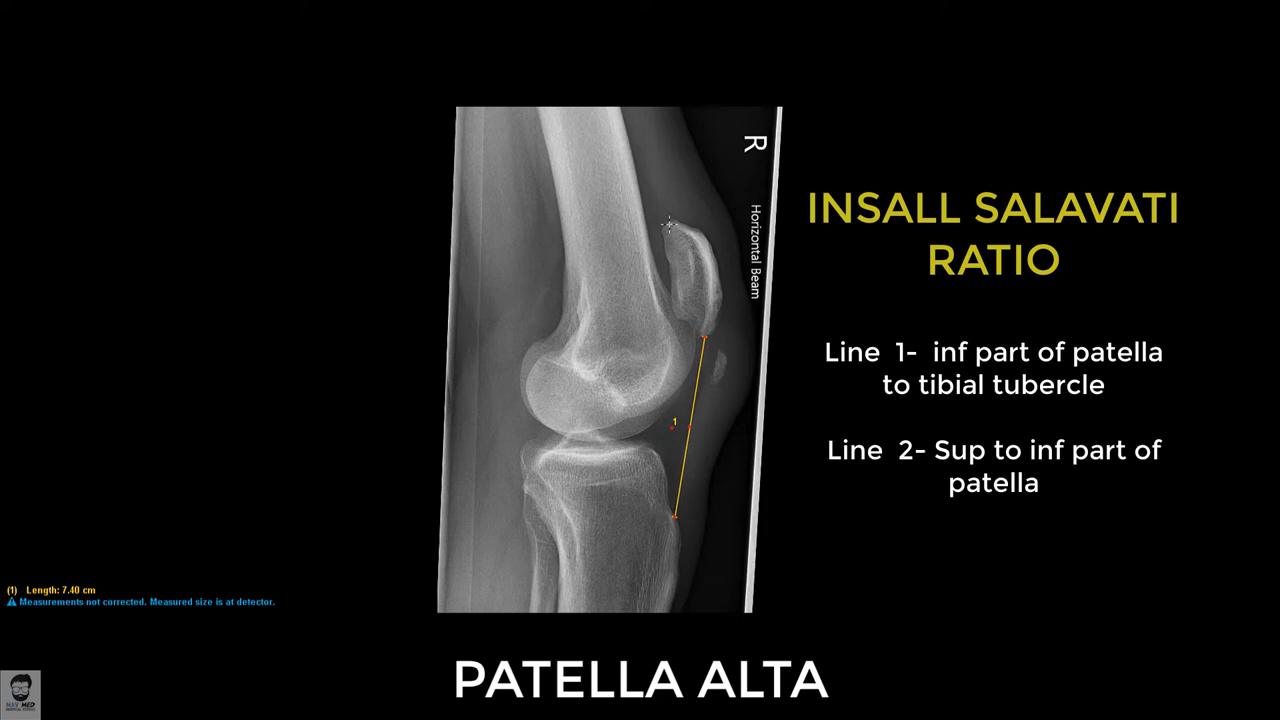 R
Horizontal Beam
INSALL SALAVATI
RATIO
Line 1- inf part of patella
to tibial tubercle
Line 2- Sup to inf part of
patella
1
(1) Length: 7.40 cm
Measurements not corrected. Measured size is at detector.
PATELLA ALTA